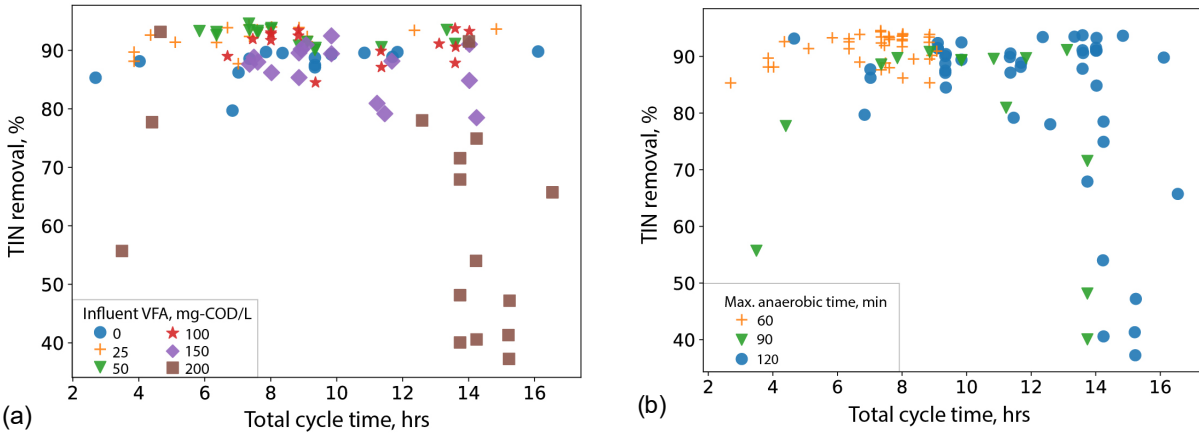 TIN removal, %
90
80
70
60
50
40
Influent VFA, mg-COD/L
0
25
50
100
150
200
2 4 6 8 10 12 14 16
Total cycle time, hrs
(a)
TIN removal, %
90
80
70
60
50
40
Max. anaerobic time, min
60
90
120
2 4 6 8 10 12 14 16
Total cycle time, hrs
(b)